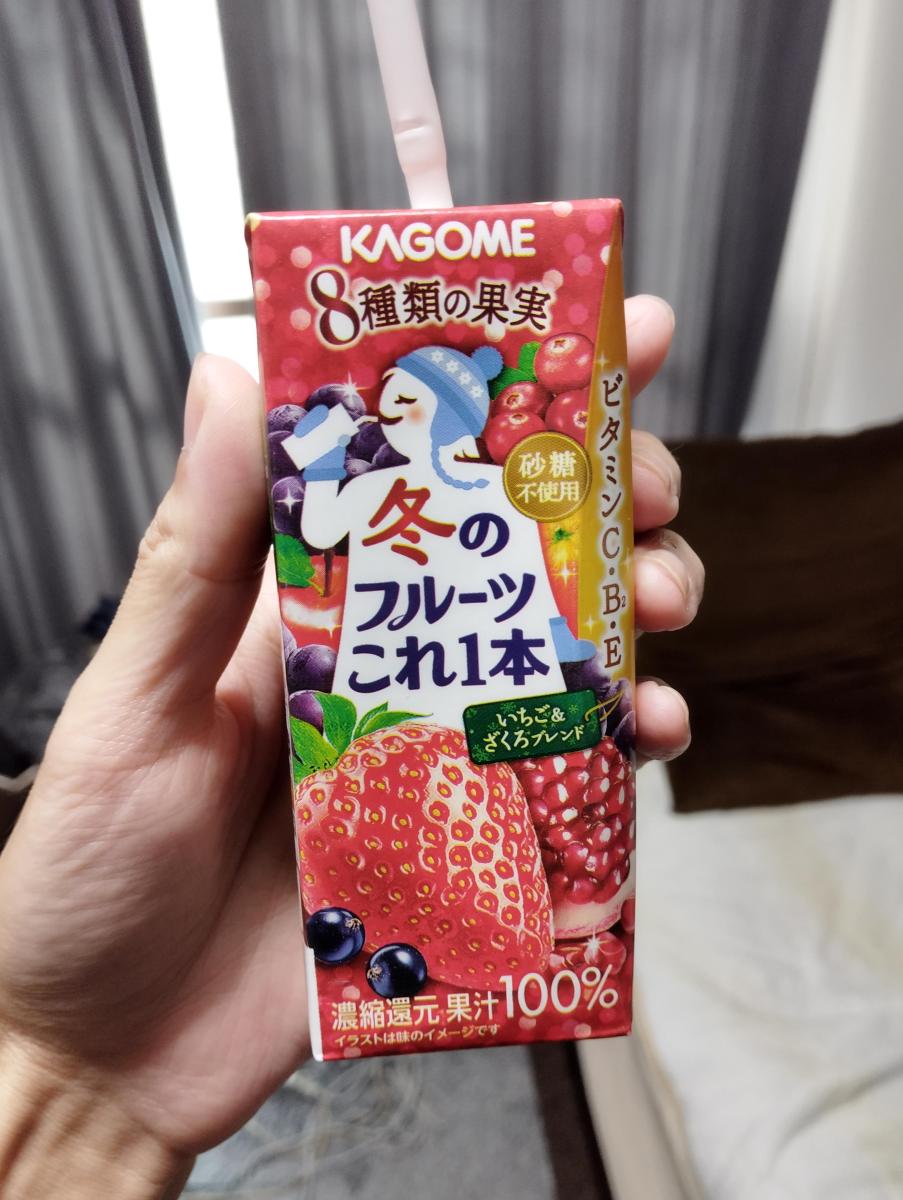 KAGOME
8種類の果実
砂糖
不使用
冬の
フルーツ
これ1本
ビタミンC・B2・E
いちご&
ざくろブレンド
濃縮還元 果汁100%
イラストは味のイメージです